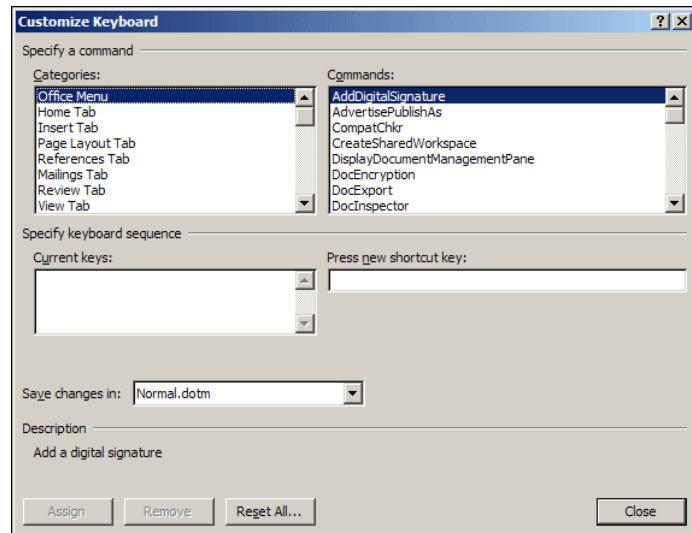 Customize Keyboard
Specify a command
Categories:
Commands:
Office Menu
Home Tab
Insert Tab
Page Layout Tab
References Tab
Mailings Tab
Review Tab
View Tab
AddDigitalSignature
AdvertisePublishAs
CompatChkr
CreateSharedWorkspace
DisplayDocumentManagementPane
DocEncryption
DocExport
DocInspector
Specify keyboard sequence
Current keys:
Press new shortcut key:
Save changes in: Normal.dotm
Description
Add a digital signature
Assign
Remove
Reset All...
Close